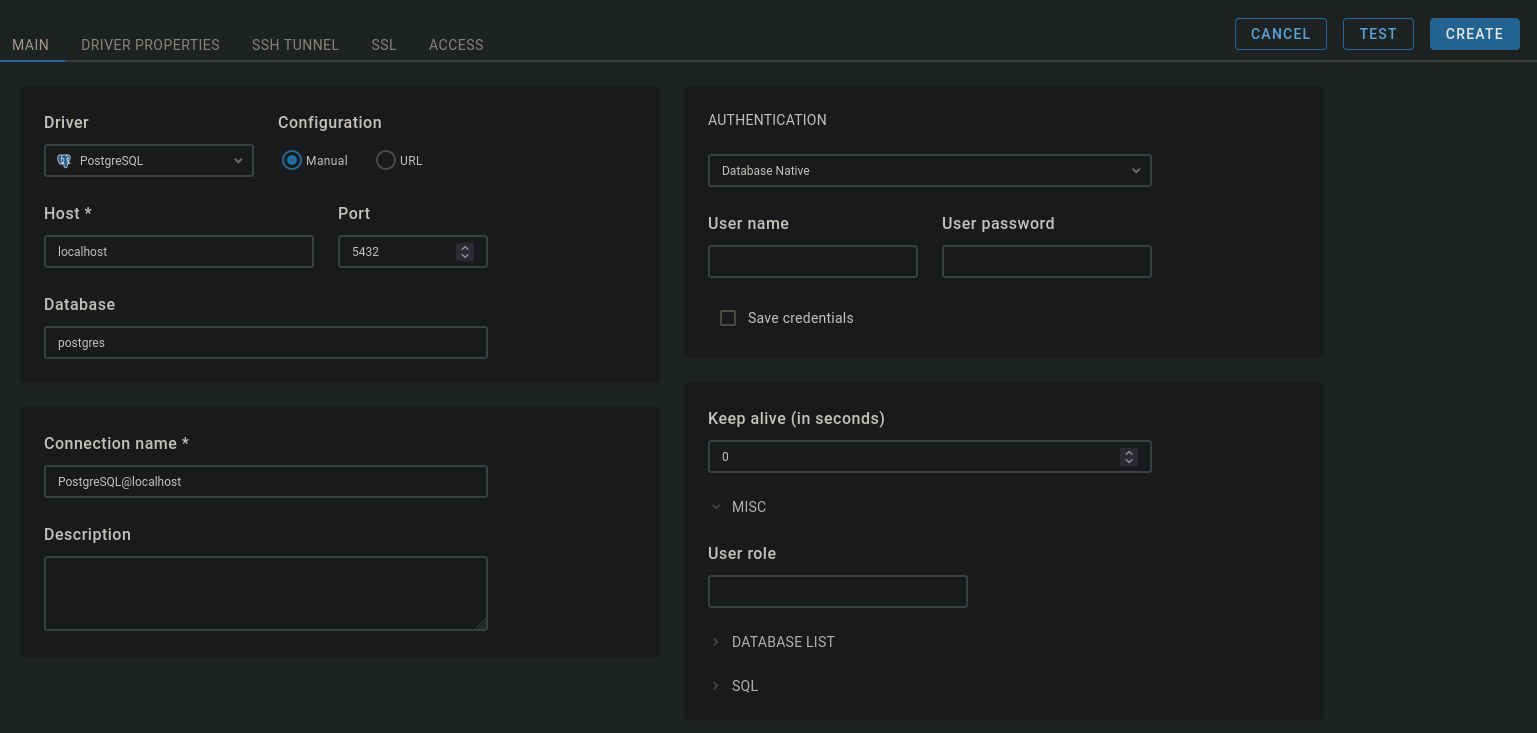 MAIN DRIVER PROPERTIES SSH TUNNEL SSL ACCESS CANCEL TEST CREATE
Driver Configuration
PostgreSQL Manual URL
Host * Port
localhost 5432
Database
postgres
Connection name *
PostgreSQL@localhost
Description
AUTHENTICATION
Database Native
User name User password
Save credentials
Keep alive (in seconds)
0
MISC
User role
DATABASE LIST
SQL